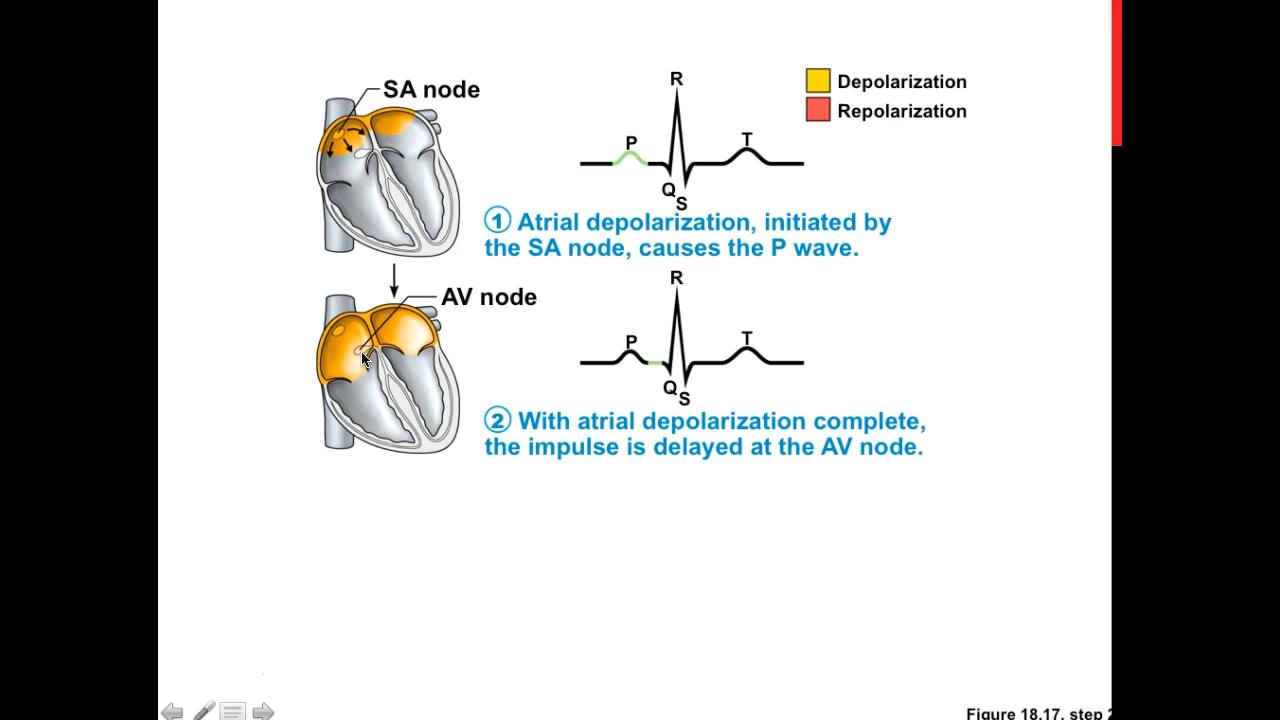 SA node
R
P
T
Q
S
Depolarization
Repolarization
① Atrial depolarization, initiated by
the SA node, causes the P wave.
AV node
R
P
T
Q
S
② With atrial depolarization complete,
the impulse is delayed at the AV node.
Figure 18.17, step 2